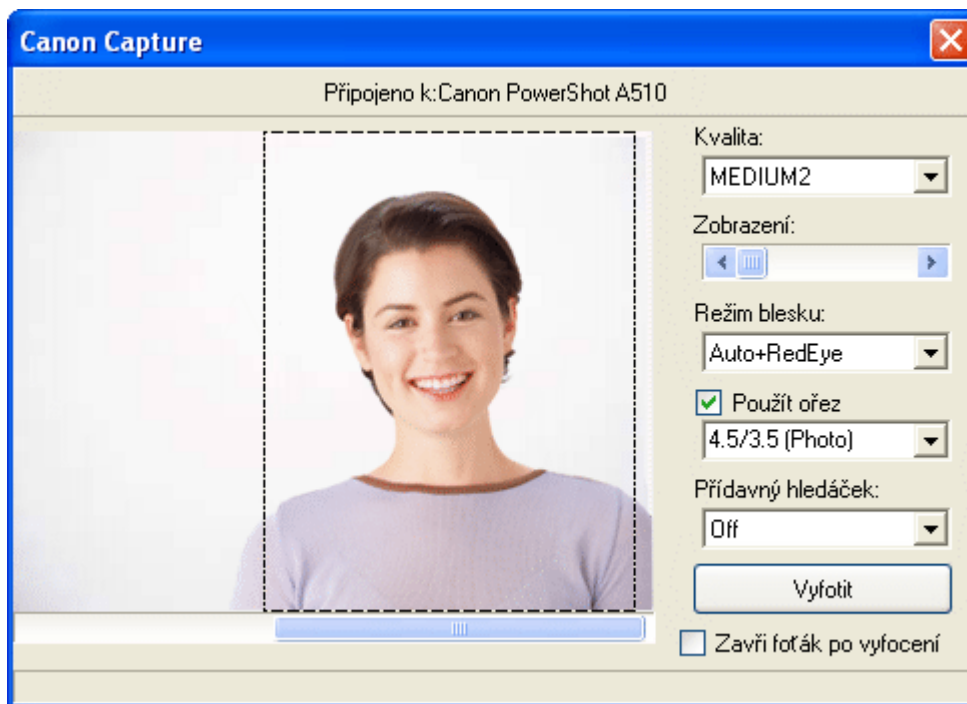 Canon Capture
Připojeno k:Canon PowerShot A510
Kvalita:
MEDIUM2
Zobrazení:
Režim blesku:
Auto+RedEye
Použít ořez
4.5/3.5 (Photo)
Přídavný hledáček:
Off
Vyfotit
Zavři foťák po vyfocení